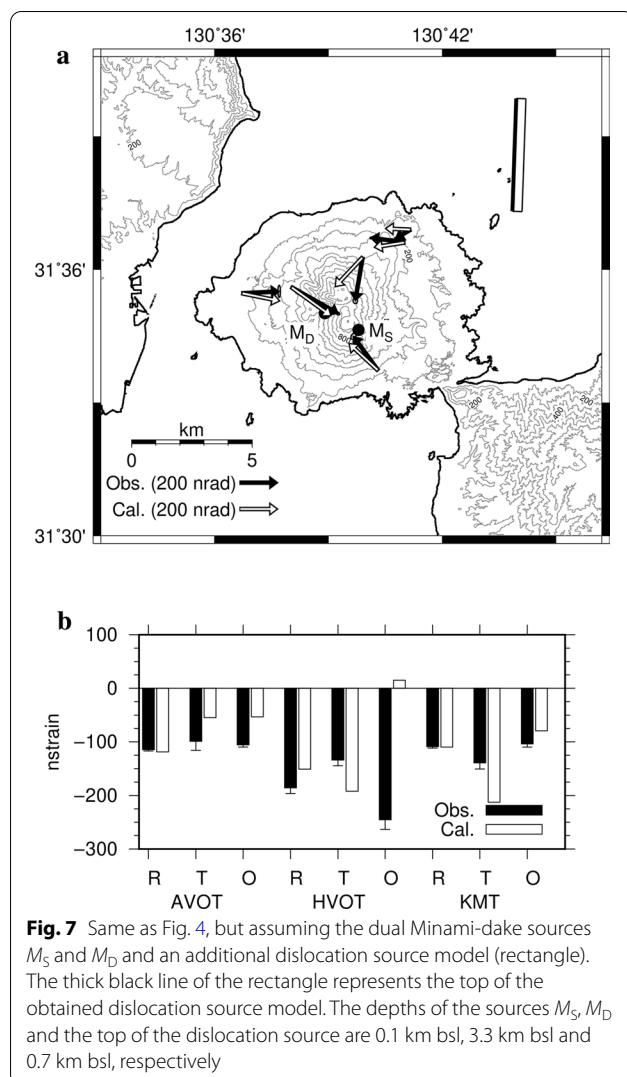 130˚36' 130˚42'
a
200
31˚36'
200
M_D M_S
800
km
0 5
200 200
400
Obs. (200 nrad)
Cal. (200 nrad)
31˚30'
b
100
0
−100
−200
−300
nstrain
Obs.
Cal.
R T O R T O R T O
AVOT HVOT KMT
Fig. 7 Same as Fig. 4, but assuming the dual Minami-dake sources
M_S and M_D and an additional dislocation source model (rectangle).
The thick black line of the rectangle represents the top of the
obtained dislocation source model. The depths of the sources M_S, M_D
and the top of the dislocation source are 0.1 km bsl, 3.3 km bsl and
0.7 km bsl, respectively